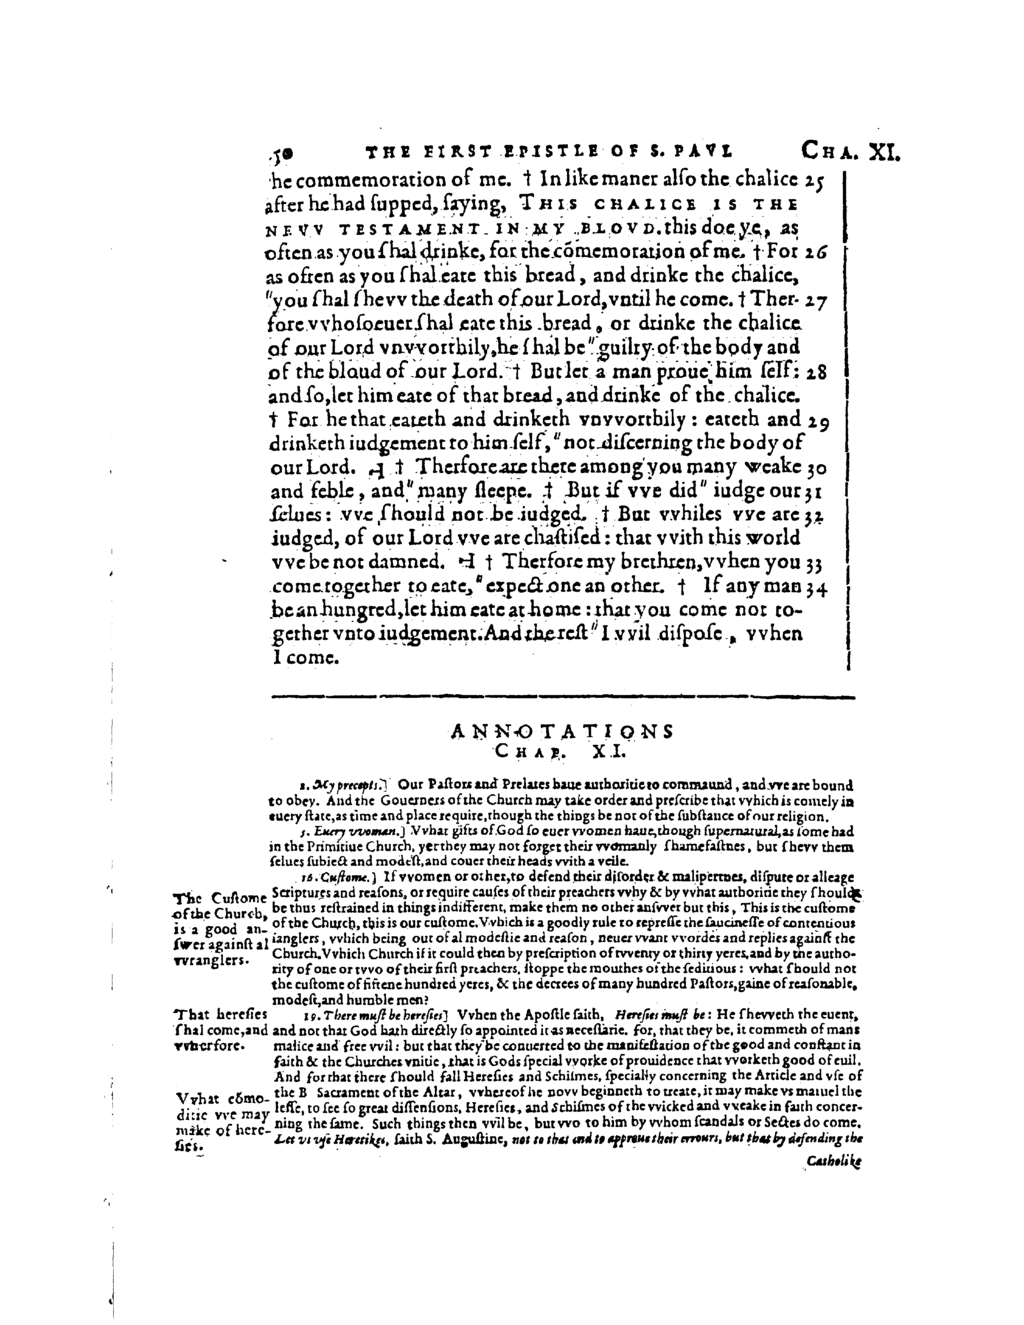 THE FIRST EPISTLE OF S. PAVL CHA. XI.
he commemoration of me. † In like maner alſo the chalice 25
after he had ſupped, ſaying, THIS CHALICE IS THE
NEVV TESTAMENT IN MY BLOVD. this doe ye, as
often as you ſhal drinke, for the cōmemoration of me. † For 26
as often as you ſhal eate this bread, and drinke the chalice,
"you ſhal ſhevv the death of our Lord, vntil he come. † Ther- 27
fore vvhoſoeuer ſhal eate this bread, or drinke the chalice
of our Lord vnvvorthily, he ſhal be "guilty of the body and
of the bloud of our Lord. † But let a man proue him ſelf: 28
and ſo, let him eate of that bread, and drinke of the chalice.
† For he that eateth and drinketh vnvvorthily: eateth and 29
drinketh iudgement to him ſelf, "not diſcerning the body of
our Lord. ⊣ † Therfore are there among you many weake 30
and feble, and "many ſleepe. † But if vve did "iudge our 31
ſelues: vve ſhould not be iudged. † But vvhiles vve are 32
iudged, of our Lord vve are chaſtiſed: that vvith this world
vve be not damned. ⊣ † Therfore my brethren, vvhen you 33
come together to eate, "expect one an other. † If any man 34
be an hungred, let him eate at home: that you come not to-
gether vnto iudgement. And the reſt "I vvil diſpoſe, vvhen
I come.
ANNOTATIONS
CHAP. XI.
2. My precepts.] Our Paſtors and Prelates haue authoritie to commaund, and vve are bound
to obey. And the Gouerners of the Church may take order and preſcribe that vvhich is comely in
euery ſtate, as time and place require, though the things be not of the ſubſtance of our religion.
5. Euery vvoman.] Vvhat gifts of God ſo euer vvomen haue, though ſupernatural, as ſome had
in the Primitiue Church, yet they may not forget their vvomanly ſhamefaſtnes, but ſhevv them
ſelues ſubiect and modeſt, and couer their heads vvith a veile.
16. Cuſtome.] If vvomen or other, to defend their diſorder & malipertnes, diſpute or alleage
The Cuſtome Scriptures and reaſons, or require cauſes of their preachers vvhy & by vvhat authoritie they ſhould
of the Church, be thus reſtrained in things indifferent, make them no other anſvver but this, This is the cuſtome
is a good an- of the Church, this is our cuſtome. Vvhich is a goodly rule to repreſſe the ſaucineſſe of contentious
ſwer againſt al ianglers, vvhich being out of al modeſtie and reaſon, neuer vvant vvordes and replies againſt the
vvranglers. Church. Vvhich Church if it could then by preſcription of tvventy or thirty yeres, and by the autho-
rity of one or tvvo of their firſt preachers, ſtoppe the mouthes of the ſeditious: vvhat ſhould not
the cuſtome of fiftene hundred yeres, & the decrees of many hundred Paſtors, gaine of reaſonable,
modeſt, and humble men?
That hereſies 19. There muſt be hereſies] Vvhen the Apoſtle ſaith, Hereſies muſt be: He ſhevveth the euent,
ſhal come, and and not that God hath directly ſo appointed it as neceſſarie. for, that they be, it commeth of mans
vvherfore. malice and free vvil: but that they be conuerted to the manifeſtation of the good and conſtant in
faith & the Churches vnitie, that is Gods ſpecial vvorke of prouidence that vvorketh good of euil.
And for that there ſhould fall Hereſies and Schiſmes, ſpecially concerning the Article and vſe of
Vvhat cōmo- the B Sacrament of the Altar, vvhereof he novv beginneth to treate, it may make vs maruel the
ditie vve may leſſe, to ſee ſo great diſſenſions, Hereſies, and Schiſmes of the vvicked and vveake in faith concer-
make of here- ning the ſame. Such things then vvil be, but vvo to him by vvhom ſcandals or Sectes do come.
ſies. Let vs vſe Heretikes, ſaith S. Auguſtine, not to that end to approue their errours, but that by defending the
Catholike